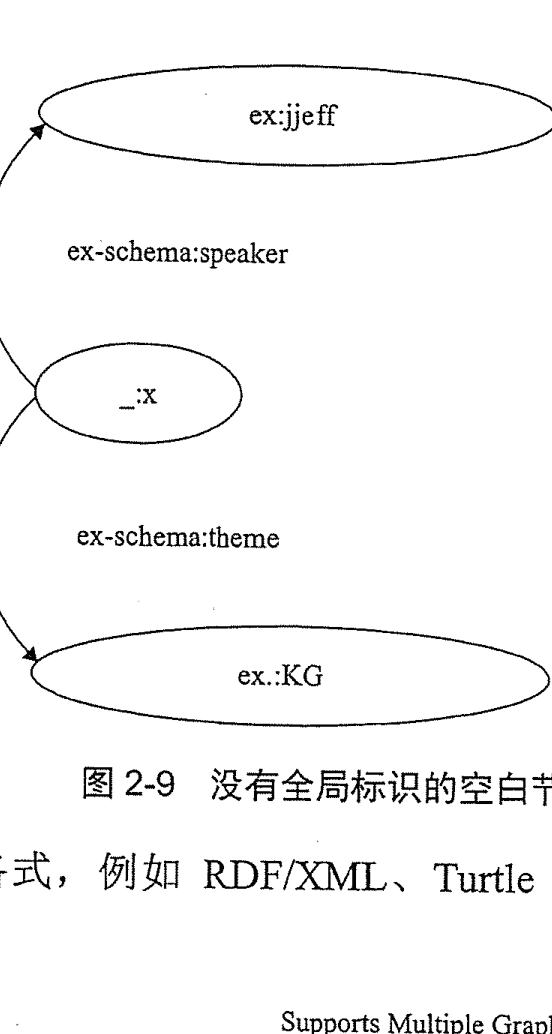 ex:jjeff
ex-schema:speaker
_:x
ex-schema:theme
ex.:KG
图 2-9 没有全局标识的空白
式，例如 RDF/XML、Turtle
Supports Multiple Grap